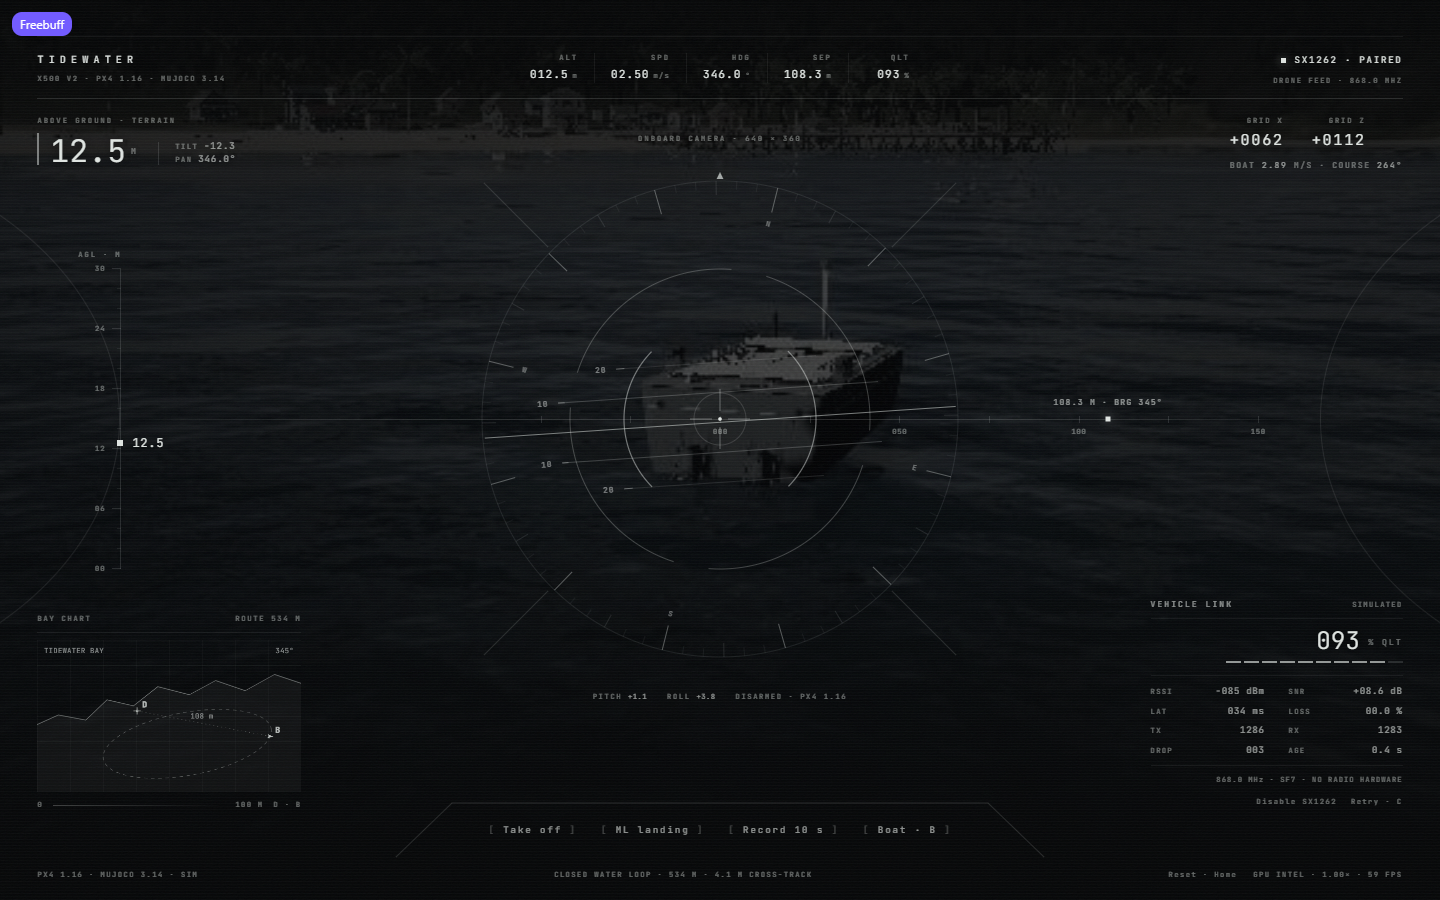 Freebuff
TIDEWATER
X500 V2 - PX4 1.16 - MUJOCO 3.14
ALT SPD HDG SEP QLT
012.5 m 02.50 m/s 346.0 ° 108.3 m 093 %
SX1262 · PAIRED
DRONE FEED - 868.0 MHZ
ABOVE GROUND - TERRAIN
12.5 M
TILT -12.3
PAN 346.0°
ONBOARD CAMERA - 640 × 360
GRID X GRID Z
+0062 +0112
BOAT 2.89 M/S - COURSE 264°
N
W
E
S
AGL - M
30
24
18
12
06
00
12.5
20
10
10
20
000 050 100 150
108.3 M - BRG 345°
BAY CHART ROUTE 534 M
TIDEWATER BAY 345°
D
108 m
B
0 100 M D - B
PITCH +1.1 ROLL +3.8 DISARMED - PX4 1.16
VEHICLE LINK SIMULATED
093 % QLT
RSSI -085 dBm SNR +08.6 dB
LAT 034 ms LOSS 00.0 %
TX 1286 RX 1283
DROP 003 AGE 0.4 s
868.0 MHz - SF7 - NO RADIO HARDWARE
Disable SX1262 Retry - C
[ Take off ] [ ML landing ] [ Record 10 s ] [ Boat - B ]
PX4 1.16 - MUJOCO 3.14 - SIM
CLOSED WATER LOOP - 534 M - 4.1 M CROSS-TRACK
Reset - Home GPU INTEL - 1.00× - 59 FPS